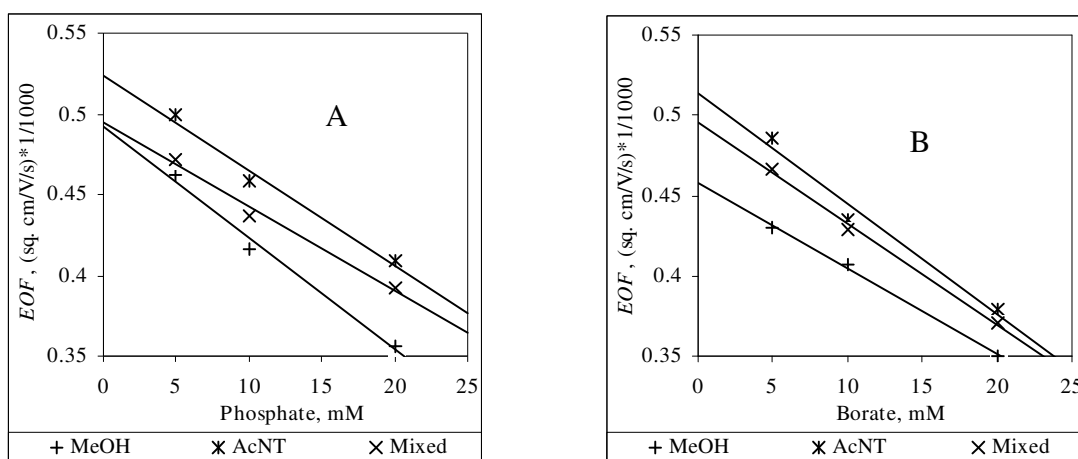 0.55
0.5
0.45
0.4
0.35
EOF, (sq. cm/V/s)*1/1000
A
0 5 10 15 20 25
Phosphate, mM
MeOH AcNT Mixed
0.55
0.5
0.45
0.4
0.35
EOF, (sq. cm/V/s)*1/1000
B
0 5 10 15 20 25
Borate, mM
MeOH AcNT Mixed